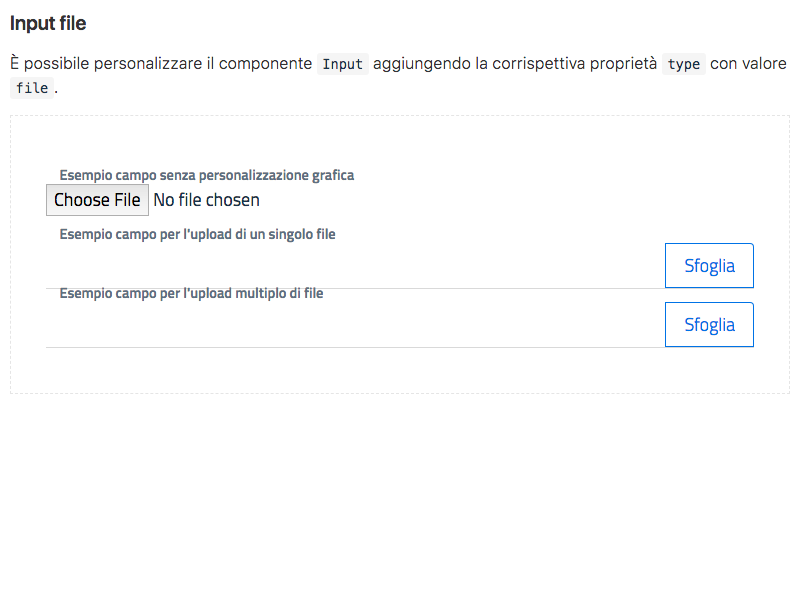 Input file
È possibile personalizzare il componente Input aggiungendo la corrispettiva proprietà type con valore
file.
Esempio campo senza personalizzazione grafica
Choose File No file chosen
Esempio campo per l'upload di un singolo file
Sfoglia
Esempio campo per l'upload multiplo di file
Sfoglia